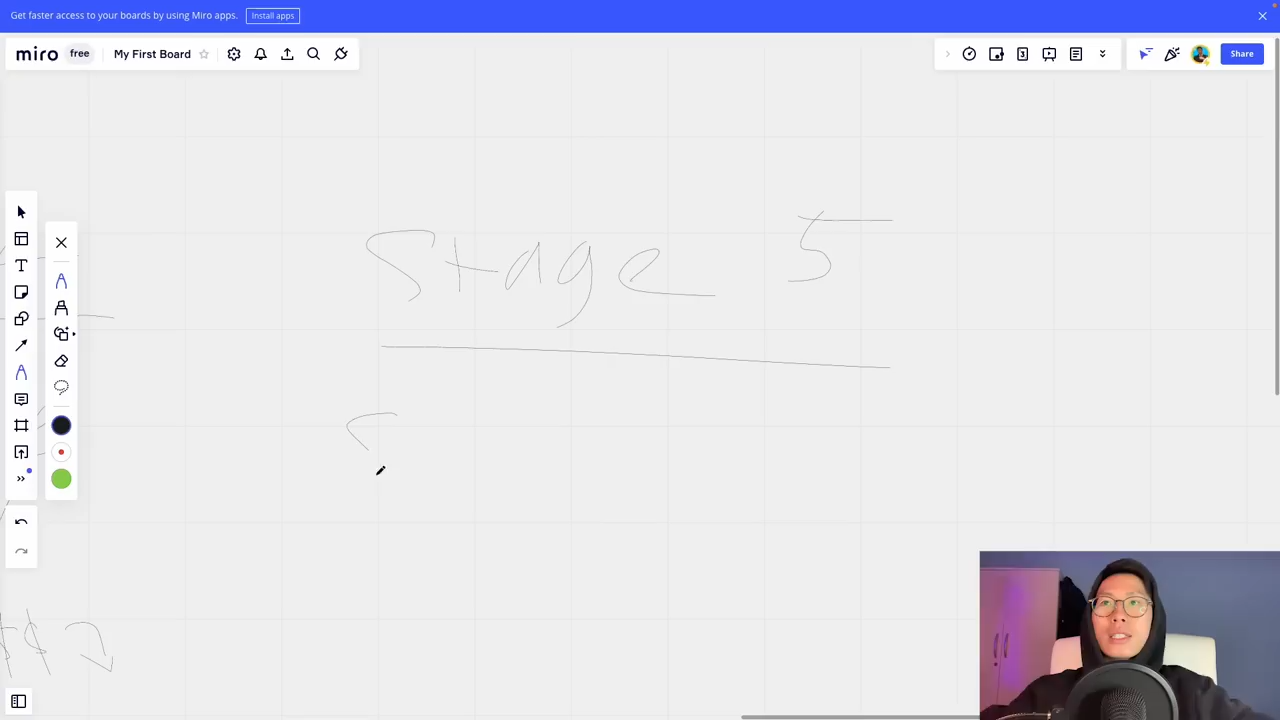 Get faster access to your boards by using Miro apps. Install apps
miro free My First Board
3
Share
Stage 5
$$